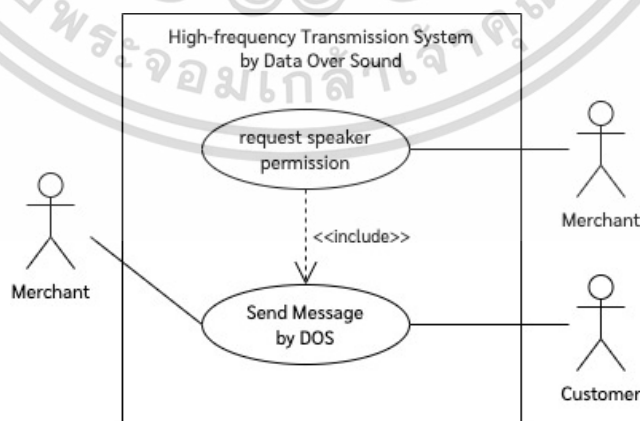 High-frequency Transmission System
by Data Over Sound
request speaker
permission
Merchant
<<include>>
Merchant
Send Message
by DOS
Customer